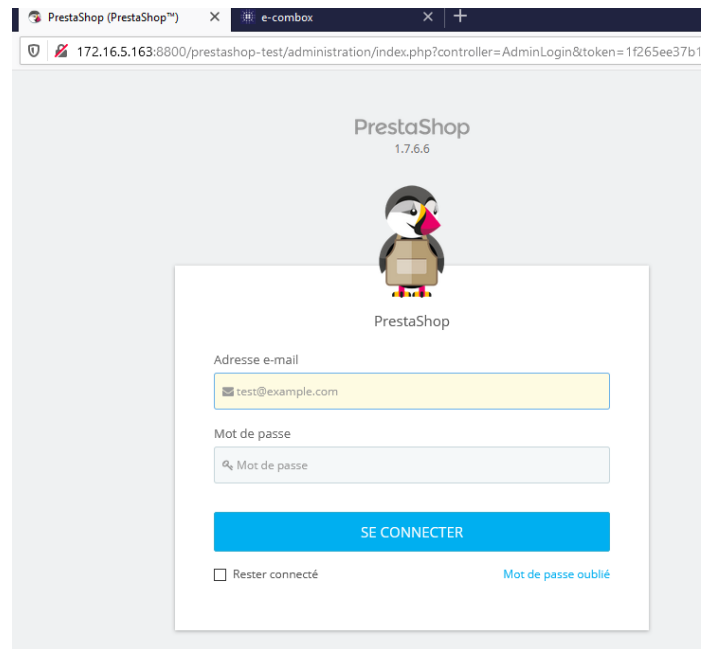 PrestaShop (PrestaShop™)
e-combox
172.16.5.163:8800/prestashop-test/administration/index.php?controller=AdminLogin&token=1f265ee37b1
PrestaShop
1.7.6.6
PrestaShop
Adresse e-mail
test@example.com
Mot de passe
Mot de passe
SE CONNECTER
Rester connecté
Mot de passe oublié